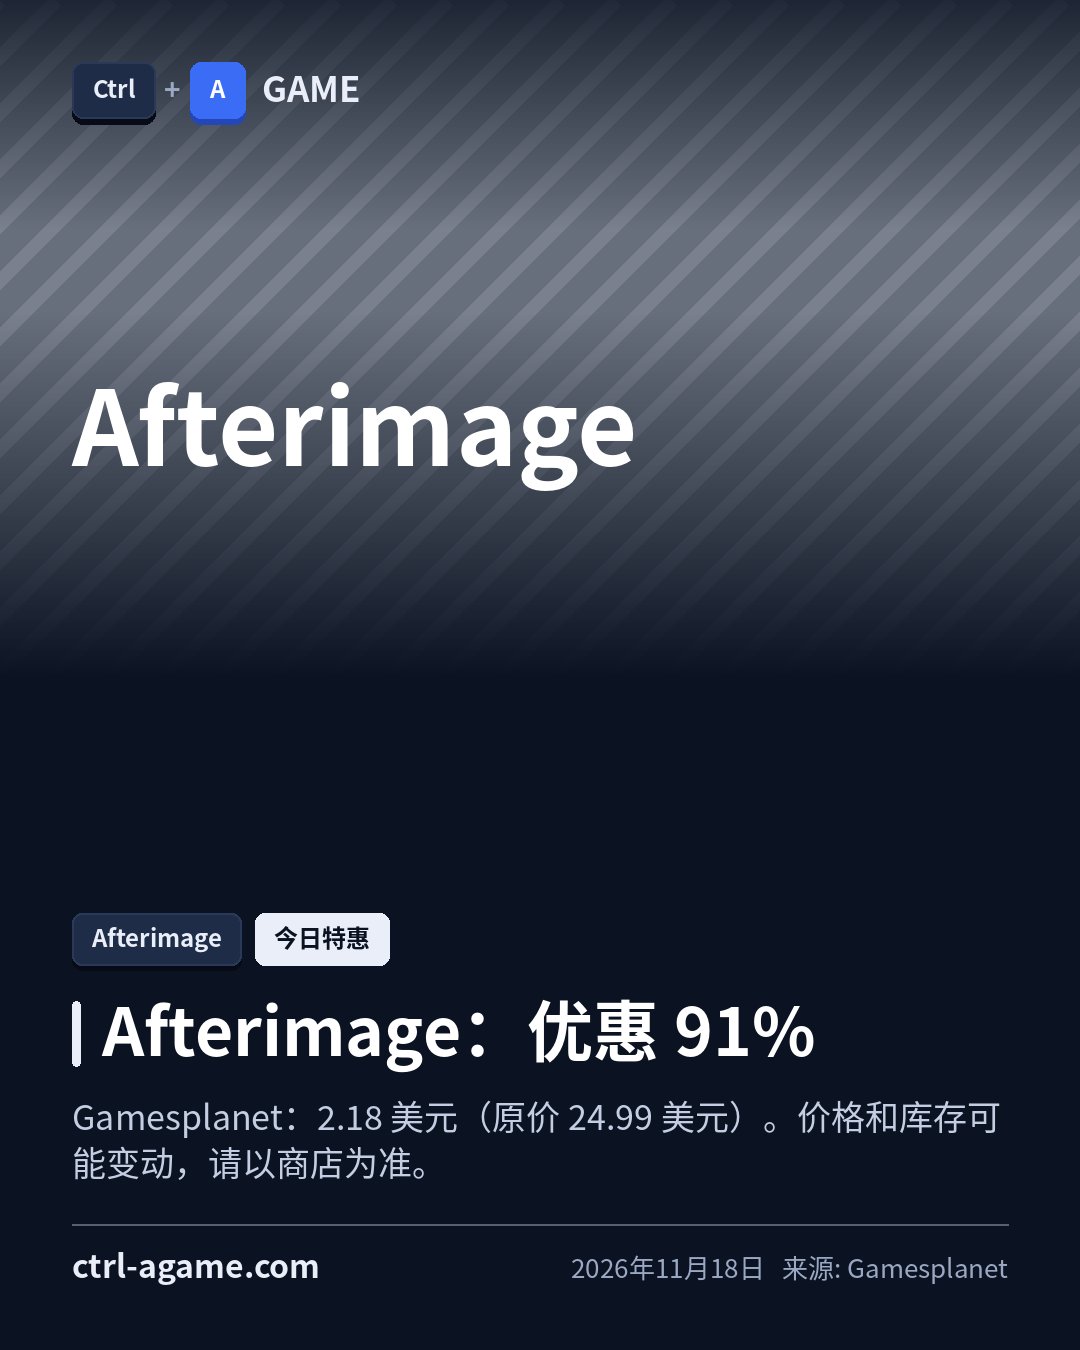 Ctrl + A GAME
Afterimage
Afterimage 今日特惠
Afterimage：优惠 91%
Gamesplanet：2.18 美元（原价 24.99 美元）。价格和库存可
能变动，请以商店为准。
ctrl-agame.com 2026年11月18日 来源: Gamesplanet